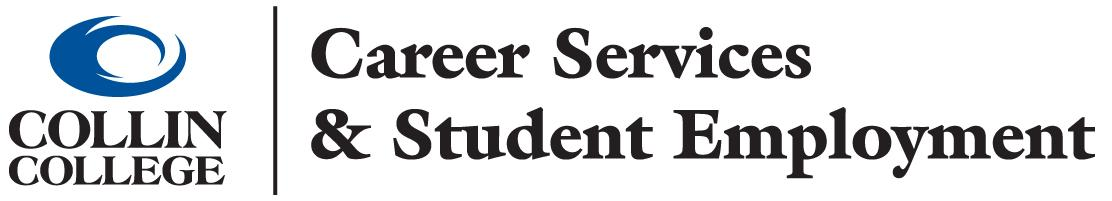 COLLIN
COLLEGE
Career Services
& Student Employment